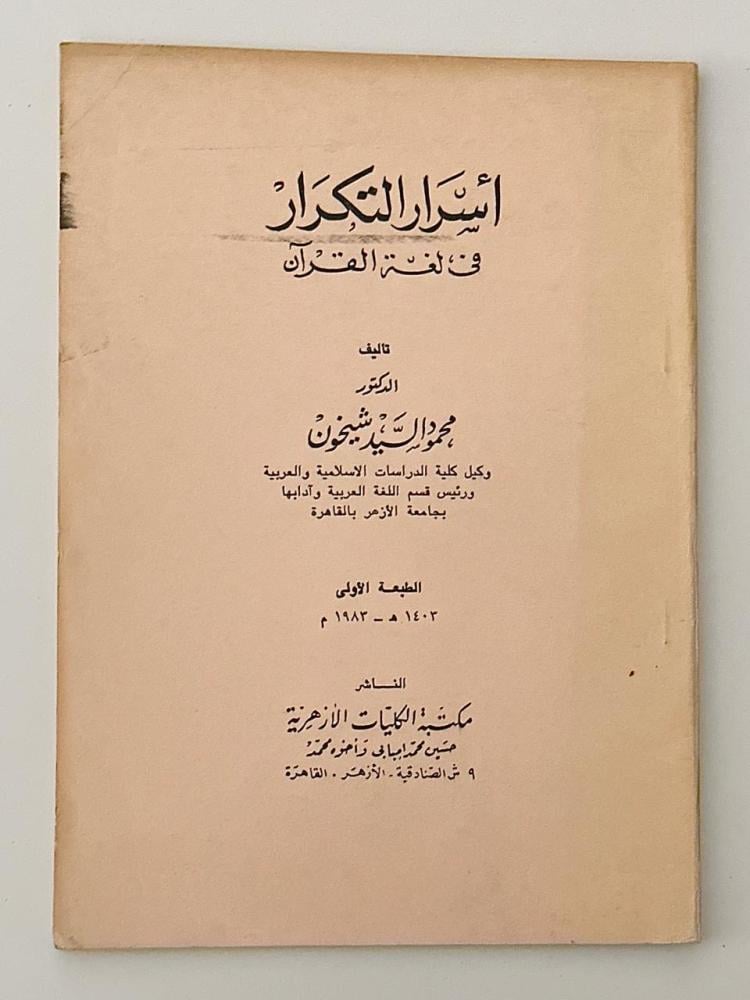 أسرار التكرار
في لغة القرآن
تأليف
الدكتور
محمود السيد شيخون
وكيل كلية الدراسات الاسلامية والعربية
ورئيس قسم اللغة العربية وآدابها
بجامعة الأزهر بالقاهرة
الطبعة الأولى
١٤٠٣ هـ ــ ١٩٨٣ م
الناشر
مكتبة الكليات الأزهرية
حسين محمد امبابى وأخوه محمد
٩ ش الصنادقية - الأزهر - القاهرة